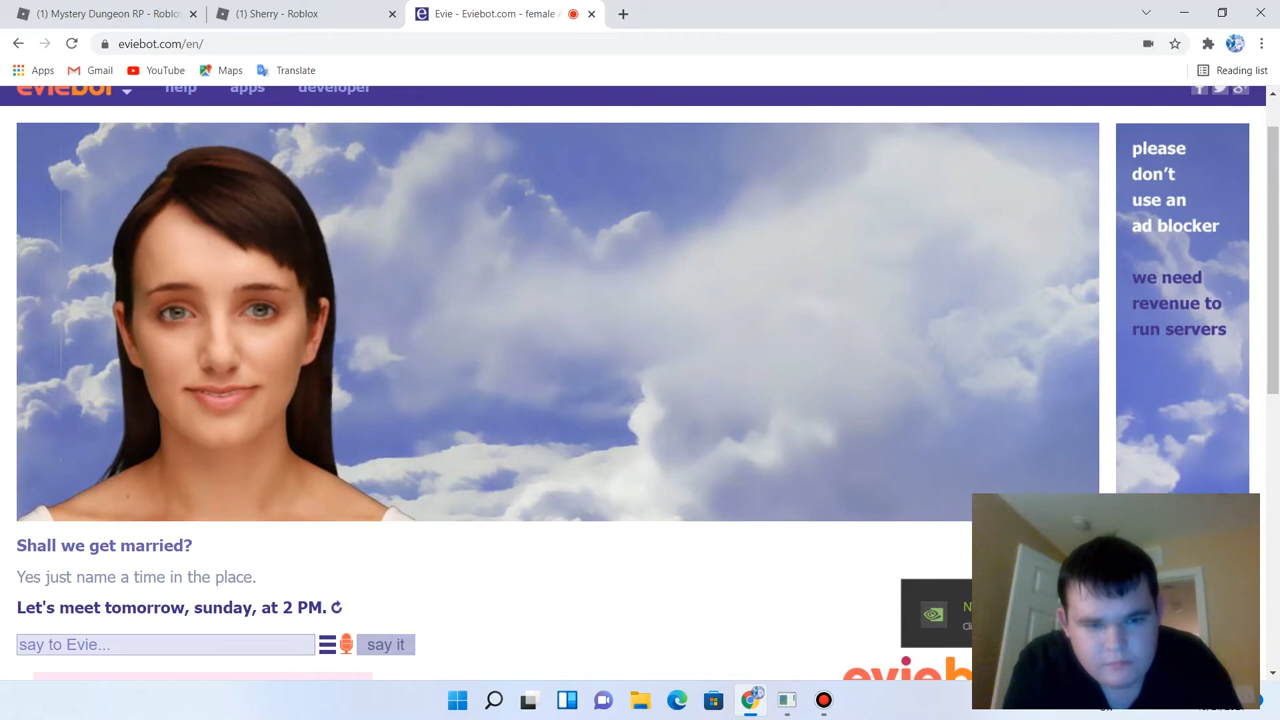 (1) Mystery Dungeon RP - Roblo
(1) Sherry - Roblox
Evie - Eviebot.com - female
eviebot.com/en/
Apps Gmail YouTube Maps Translate Reading list
eviebot help apps developer
please
don't
use an
ad blocker
we need
revenue to
run servers
Shall we get married?
Yes just name a time in the place.
Let's meet tomorrow, sunday, at 2 PM.
say to Evie... say it